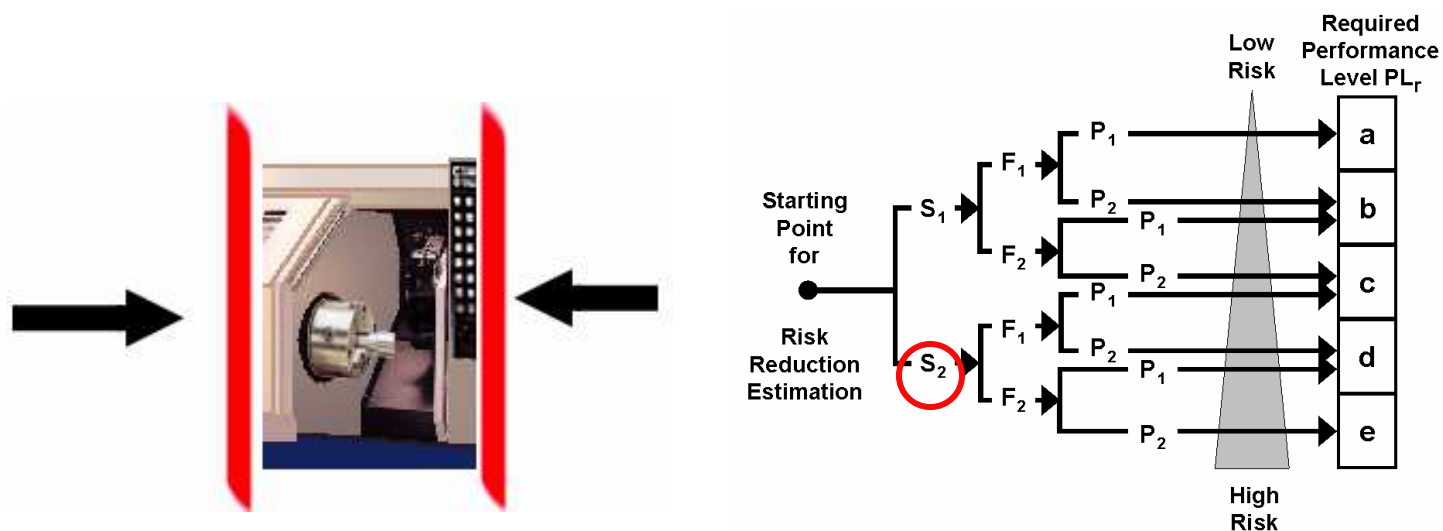 Required
Performance
Level PLr
Low
Risk
P1
a
F1
P2
b
Starting
Point
for
S1
P1
F2
P2
c
P1
Risk
Reduction
Estimation
F1
S2
P2
d
P1
F2
P2
e
High
Risk